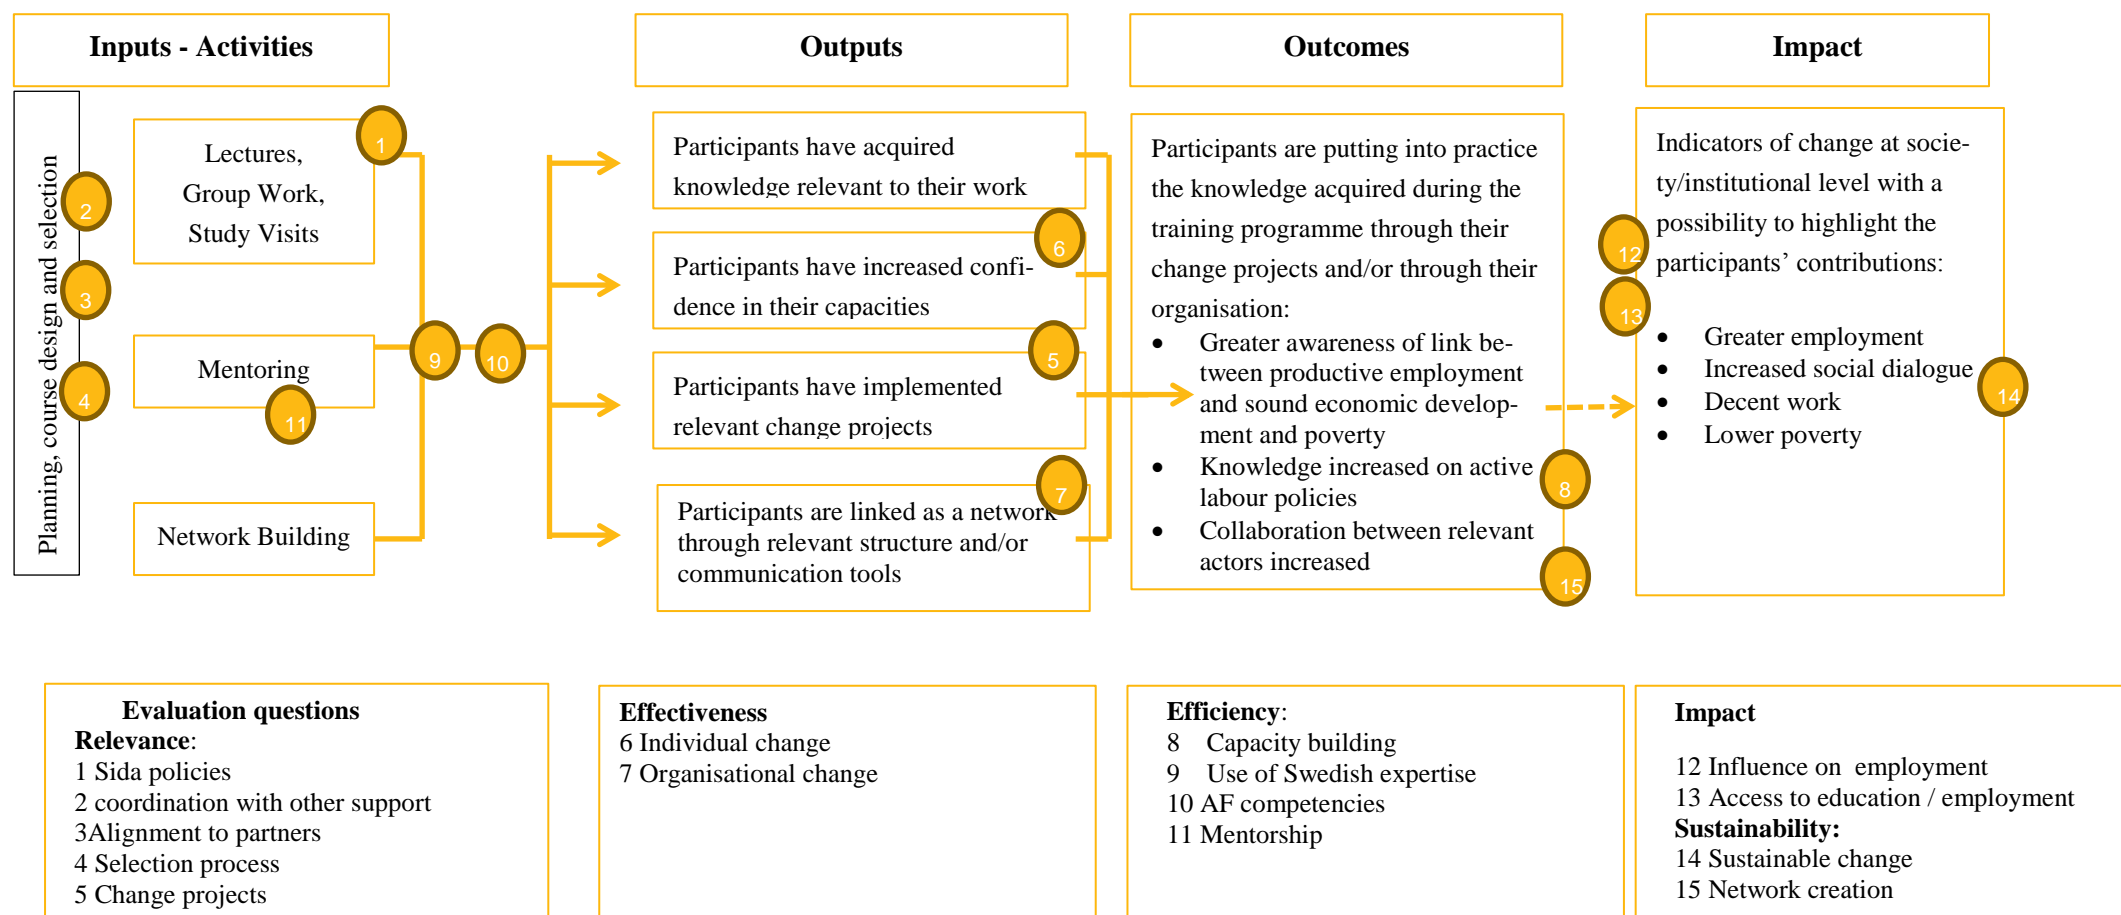 Inputs - Activities
Outputs
Outcomes
Impact
Planning, course design and selection
2
3
4
Lectures,
Group Work,
Study Visits
1
Mentoring
11
Network Building
9
10
Participants have acquired
knowledge relevant to their work
Participants have increased confi-
dence in their capacities
6
Participants have implemented
relevant change projects
5
Participants are linked as a network
through relevant structure and/or
communication tools
7
Participants are putting into practice
the knowledge acquired during the
training programme through their
change projects and/or through their
organisation:
• Greater awareness of link be-
tween productive employment
and sound economic develop-
ment and poverty
• Knowledge increased on active
labour policies
• Collaboration between relevant
actors increased
8
15
Indicators of change at socie-
ty/institutional level with a
possibility to highlight the
participants’ contributions:
• Greater employment
• Increased social dialogue
• Decent work
• Lower poverty
12
13
14
Evaluation questions
Relevance:
1 Sida policies
2 coordination with other support
3Alignment to partners
4 Selection process
5 Change projects
Effectiveness
6 Individual change
7 Organisational change
Efficiency:
8 Capacity building
9 Use of Swedish expertise
10 AF competencies
11 Mentorship
Impact
12 Influence on employment
13 Access to education / employment
Sustainability:
14 Sustainable change
15 Network creation